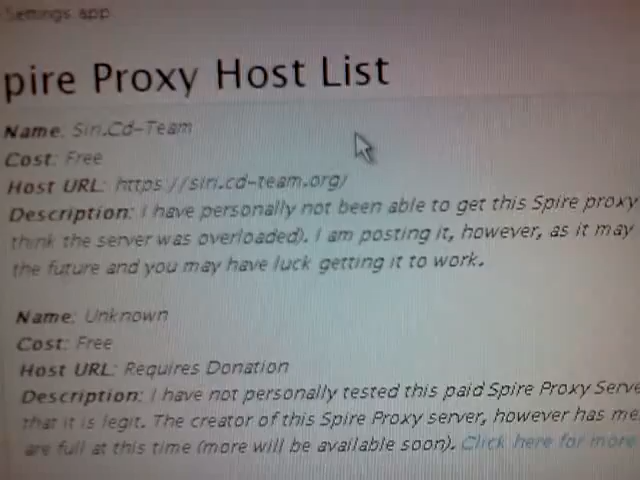 Settings app
pire Proxy Host List
Name: Siri.Cd-Team
Cost: Free
Host URL: https://siri.cd-team.org/
Description: I have personally not been able to get this Spire proxy
think the server was overloaded). I am posting it, however, as it may
the future and you may have luck getting it to work.
Name: Unknown
Cost: Free
Host URL: Requires Donation
Description: I have not personally tested this paid Spire Proxy Serve
that it is legit. The creator of this Spire Proxy server, however has me
are full at this time (more will be available soon). Click here for more